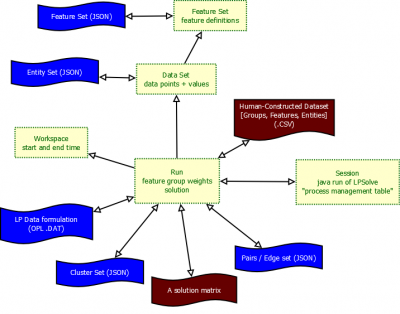 Feature Set (JSON)
Feature Set
feature definitions
Entity Set (JSON)
Data Set
data points + values
Human-Constructed Dataset
[Groups, Features, Entities]
(.CSV)
Workspace
start and end time
Run
feature group weights
solution
Session
java run of LPSolve
"process management table"
LP Data formulation
(OPL .DAT)
Cluster Set (JSON)
A solution matrix
Pairs / Edge set (JSON)